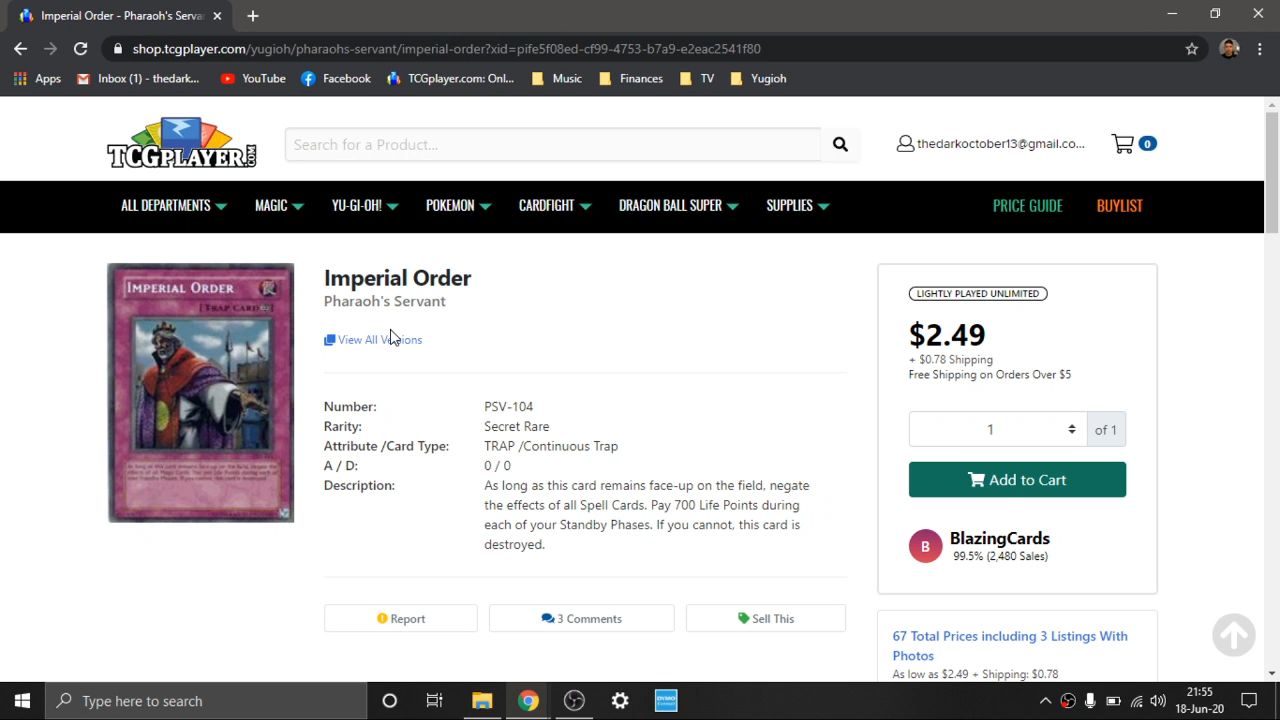 Imperial Order - Pharaoh's Serva
shop.tcgplayer.com/yugioh/pharaohs-servant/imperial-order?xid=pife5f08ed-cf99-4753-b7a9-e2eac2541f80
Apps Inbox (1) - thedark... YouTube Facebook TCGplayer.com: Onl... Music Finances TV Yugioh
TCGPLAYER.COM
Search for a Product...
thedarkoctober13@gmail.co... 0
ALL DEPARTMENTS MAGIC YU-GI-OH! POKEMON CARDFIGHT DRAGON BALL SUPER SUPPLIES PRICE GUIDE BUYLIST
IMPERIAL ORDER
[TRAP CARD]
Imperial Order
Pharaoh's Servant
View All Versions
Number: PSV-104
Rarity: Secret Rare
Attribute /Card Type: TRAP /Continuous Trap
A / D: 0 / 0
Description: As long as this card remains face-up on the field, negate
the effects of all Spell Cards. Pay 700 Life Points during
each of your Standby Phases. If you cannot, this card is
destroyed.
Report 3 Comments Sell This
LIGHTLY PLAYED UNLIMITED
$2.49
+ $0.78 Shipping
Free Shipping on Orders Over $5
1 of 1
Add to Cart
B BlazingCards
99.5% (2,480 Sales)
67 Total Prices including 3 Listings With
Photos
As low as $2.49 + Shipping: $0.78
Type here to search
DYMO
21:55
18-Jun-20